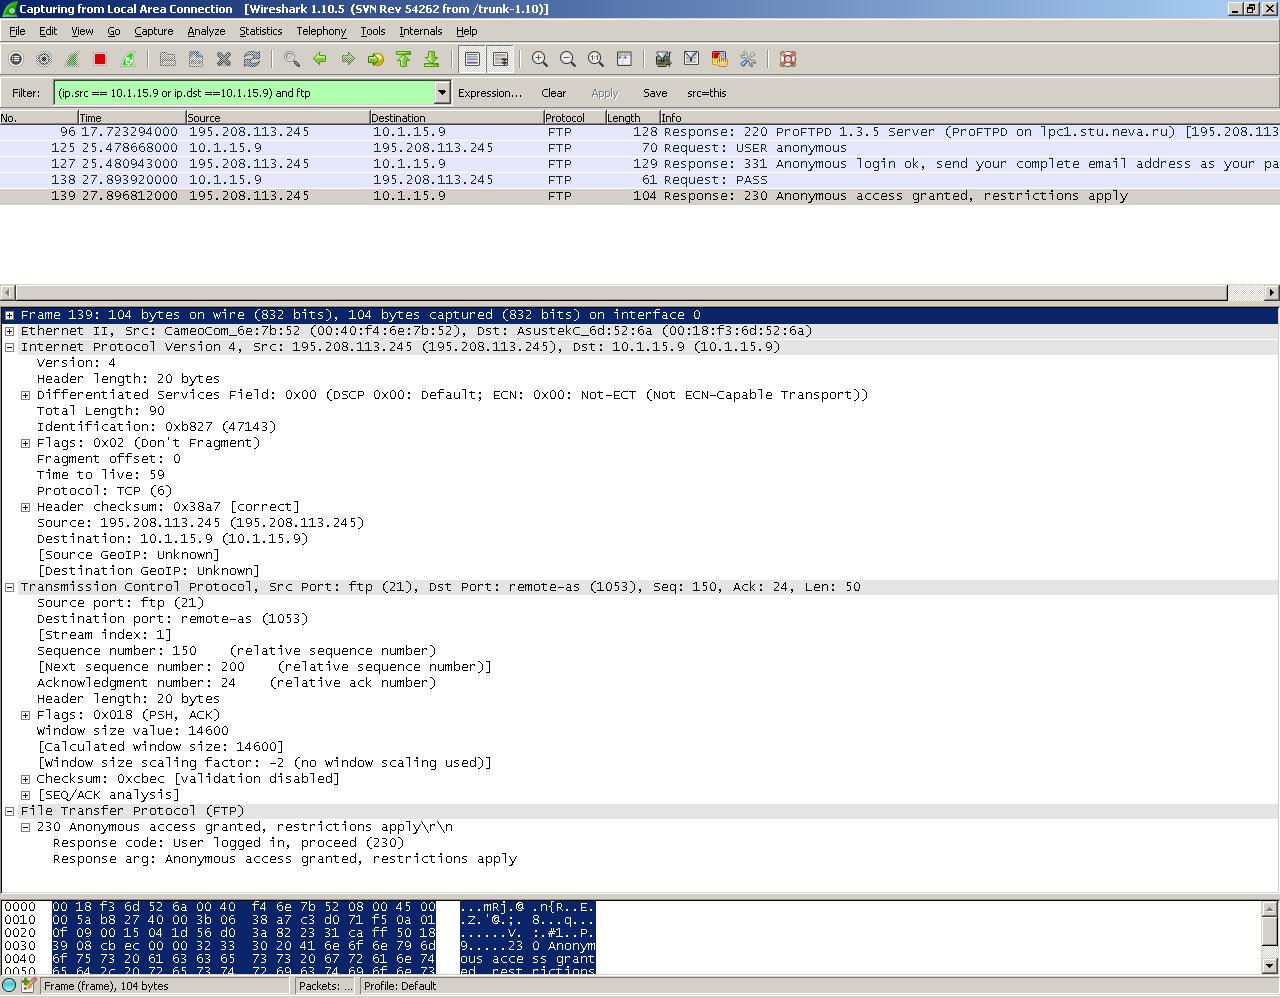 Capturing from Local Area Connection [Wireshark 1.10.5 (SVN Rev 54262 from /trunk-1.10)]
File Edit View Go Capture Analyze Statistics Telephony Tools Internals Help
Filter: (ip.src == 10.1.15.9 or ip.dst ==10.1.15.9) and ftp Expression... Clear Apply Save src=this
No. Time Source Destination Protocol Length Info
96 17.723294000 195.208.113.245 10.1.15.9 FTP 128 Response: 220 ProFTPD 1.3.5 Server (ProFTPD on lpc1.stu.neva.ru) [195.208.113
125 25.478668000 10.1.15.9 195.208.113.245 FTP 70 Request: USER anonymous
127 25.480943000 195.208.113.245 10.1.15.9 FTP 129 Response: 331 Anonymous login ok, send your complete email address as your pa
138 27.893920000 10.1.15.9 195.208.113.245 FTP 61 Request: PASS
139 27.896812000 195.208.113.245 10.1.15.9 FTP 104 Response: 230 Anonymous access granted, restrictions apply
Frame 139: 104 bytes on wire (832 bits), 104 bytes captured (832 bits) on interface 0
Ethernet II, Src: CameoCom_6e:7b:52 (00:40:f4:6e:7b:52), Dst: AsustekC_6d:52:6a (00:18:f3:6d:52:6a)
Internet Protocol Version 4, Src: 195.208.113.245 (195.208.113.245), Dst: 10.1.15.9 (10.1.15.9)
Version: 4
Header length: 20 bytes
Differentiated Services Field: 0x00 (DSCP 0x00: Default; ECN: 0x00: Not-ECT (Not ECN-Capable Transport))
Total Length: 90
Identification: 0xb827 (47143)
Flags: 0x02 (Don't Fragment)
Fragment offset: 0
Time to live: 59
Protocol: TCP (6)
Header checksum: 0x38a7 [correct]
Source: 195.208.113.245 (195.208.113.245)
Destination: 10.1.15.9 (10.1.15.9)
[Source GeoIP: Unknown]
[Destination GeoIP: Unknown]
Transmission Control Protocol, Src Port: ftp (21), Dst Port: remote-as (1053), Seq: 150, Ack: 24, Len: 50
Source port: ftp (21)
Destination port: remote-as (1053)
[Stream index: 1]
Sequence number: 150 (relative sequence number)
[Next sequence number: 200 (relative sequence number)]
Acknowledgment number: 24 (relative ack number)
Header length: 20 bytes
Flags: 0x018 (PSH, ACK)
Window size value: 14600
[Calculated window size: 14600]
[Window size scaling factor: -2 (no window scaling used)]
Checksum: 0xcbec [validation disabled]
[SEQ/ACK analysis]
File Transfer Protocol (FTP)
230 Anonymous access granted, restrictions apply\r\n
Response code: User logged in, proceed (230)
Response arg: Anonymous access granted, restrictions apply
0000 00 18 f3 6d 52 6a 00 40 f4 6e 7b 52 08 00 45 00 ...mRj.@ .n{R..E.
0010 00 5a b8 27 40 00 3b 06 38 a7 c3 d0 71 f5 0a 01 .Z.'@.;. 8...q...
0020 0f 09 00 15 04 1d 56 d0 3a 82 23 31 ca ff 50 18 ......V. :.#1..P.
0030 39 08 cb ec 00 00 32 33 30 20 41 6e 6f 6e 79 6d 9.....23 0 Anonym
0040 6f 75 73 20 61 63 63 65 73 73 20 67 72 61 6e 74 ous acce ss grant
0050 65 64 2c 20 72 65 73 74 72 69 63 74 69 6f 6e 73 ed, rest rictions
Frame (frame), 104 bytes Packets: ... Profile: Default